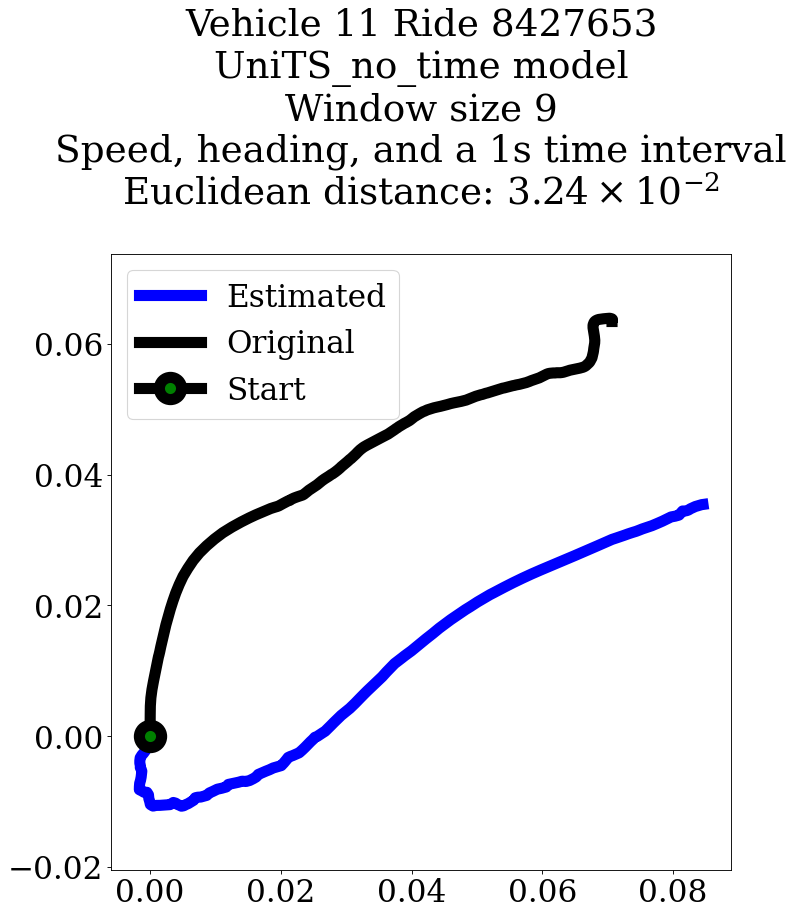 Vehicle 11 Ride 8427653
UniTS_no_time model
Window size 9
Speed, heading, and a 1s time interval
Euclidean distance: 3.24 × 10⁻²
Estimated
Original
Start
0.06
0.04
0.02
0.00
−0.02
0.00 0.02 0.04 0.06 0.08